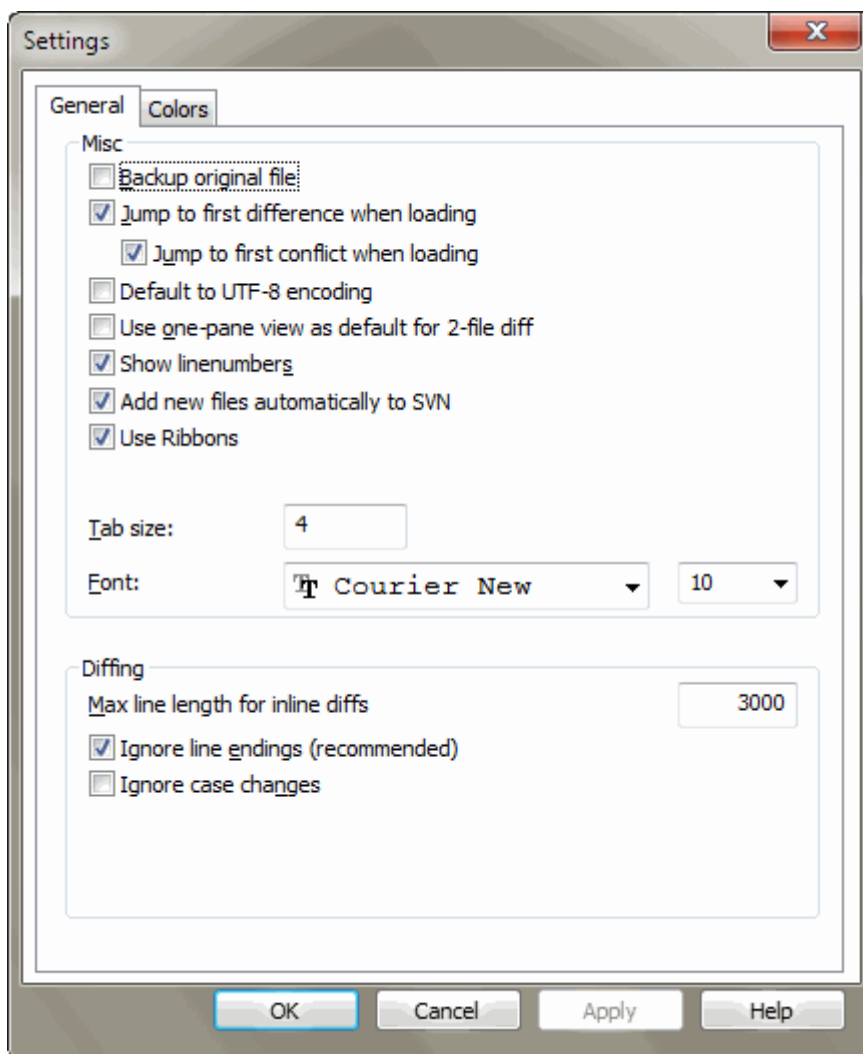 Settings
General Colors
Misc
Backup original file
Jump to first difference when loading
Jump to first conflict when loading
Default to UTF-8 encoding
Use one-pane view as default for 2-file diff
Show linenumbers
Add new files automatically to SVN
Use Ribbons
Tab size: 4
Font: Courier New 10
Diffing
Max line length for inline diffs 3000
Ignore line endings (recommended)
Ignore case changes
OK Cancel Apply Help